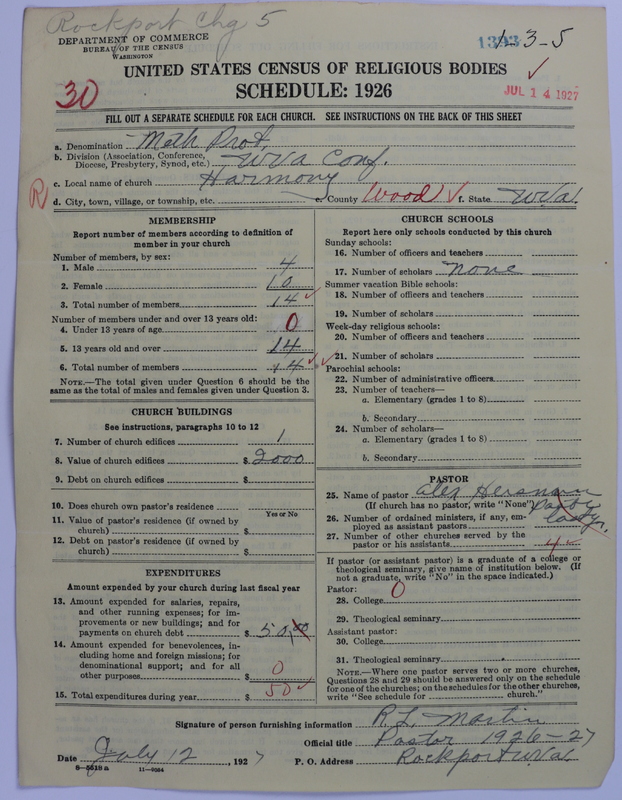 Rockport Chg 5
DEPARTMENT OF COMMERCE
BUREAU OF THE CENSUS
WASHINGTON
1-3-5
30
UNITED STATES CENSUS OF RELIGIOUS BODIES
SCHEDULE: 1926
JUL 14 1927
FILL OUT A SEPARATE SCHEDULE FOR EACH CHURCH. SEE INSTRUCTIONS ON THE BACK OF THIS SHEET
a. Denomination Meth. Prot.
b. Division (Association, Conference, Diocese, Presbytery, Synod, etc.) W Va Conf.
c. Local name of church Harmony
R d. City, town, village, or township, etc. e. County Wood f. State W Va.
MEMBERSHIP
Report number of members according to definition of member in your church
Number of members, by sex:
1. Male 4
2. Female 10
3. Total number of members 14
Number of members under and over 13 years old:
4. Under 13 years of age 0
5. 13 years old and over 14
6. Total number of members 14
NOTE.—The total given under Question 6 should be the same as the total of males and females given under Question 3.
CHURCH BUILDINGS
See instructions, paragraphs 10 to 12
7. Number of church edifices 1
8. Value of church edifices $ 2000
9. Debt on church edifices $
10. Does church own pastor's residence
Yes or No
11. Value of pastor's residence (if owned by church) $
12. Debt on pastor's residence (if owned by church) $
EXPENDITURES
Amount expended by your church during last fiscal year
13. Amount expended for salaries, repairs, and other running expenses; for improvements or new buildings; and for payments on church debt $ 50.00
14. Amount expended for benevolences, including home and foreign missions; for denominational support; and for all other purposes $ 0
15. Total expenditures during year $ 50
CHURCH SCHOOLS
Report here only schools conducted by this church
Sunday schools:
16. Number of officers and teachers
17. Number of scholars none
Summer vacation Bible schools:
18. Number of officers and teachers
19. Number of scholars
Week-day religious schools:
20. Number of officers and teachers
21. Number of scholars
Parochial schools:
22. Number of administrative officers
23. Number of teachers—
a. Elementary (grades 1 to 8)
b. Secondary
24. Number of scholars—
a. Elementary (grades 1 to 8)
b. Secondary
PASTOR
25. Name of pastor Alex
(If church has no pastor, write "None")
26. Number of ordained ministers, if any, employed as assistant pastors
27. Number of other churches served by the pastor or his assistants 4
If pastor (or assistant pastor) is a graduate of a college or theological seminary, give name of institution below. (If not a graduate, write "No" in the space indicated.)
Pastor: 0
28. College
29. Theological seminary
Assistant pastor:
30. College
31. Theological seminary
NOTE.—Where one pastor serves two or more churches, Questions 28 and 29 should be answered only on the schedule for one of the churches; on the schedules for the other churches, write "See schedule for church."
Signature of person furnishing information R. L. Martin
Official title Pastor 1926-27
Date July 12, 1927 P. O. Address Rockport W Va.
8-5518a 11-9084